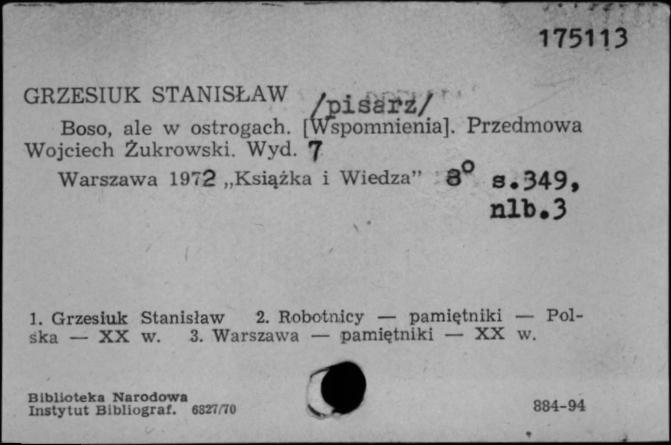 175113
GRZESIUK STANISŁAW /pisarz/
Boso, ale w ostrogach. [Wspomnienia]. Przedmowa
Wojciech Żukrowski. Wyd. 7
Warszawa 1972 „Książka i Wiedza” 8° s.349,
nlb.3
1. Grzesiuk Stanisław 2. Robotnicy — pamiętniki — Pol-
ska — XX w. 3. Warszawa — pamiętniki — XX w.
Biblioteka Narodowa
Instytut Bibliograf. 6827/70
884-94